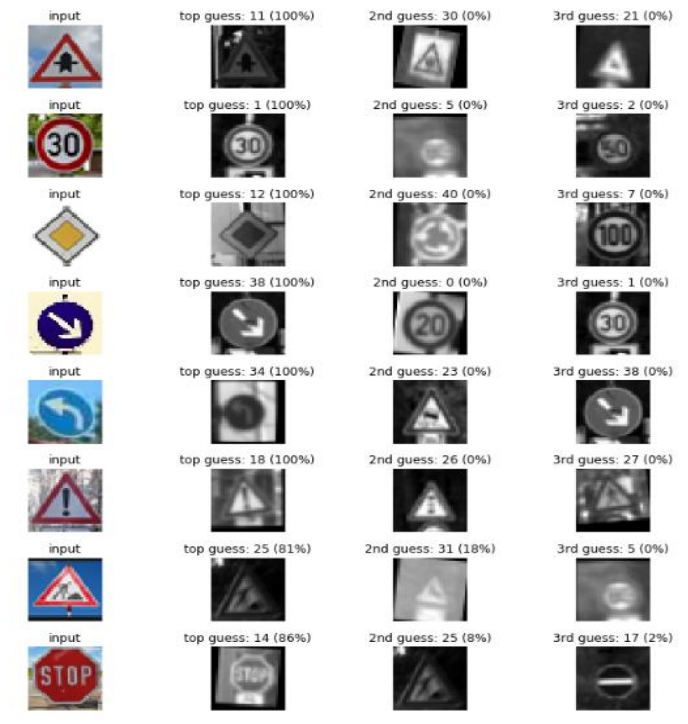 input top guess: 11 (100%) 2nd guess: 30 (0%) 3rd guess: 21 (0%)
input top guess: 1 (100%) 2nd guess: 5 (0%) 3rd guess: 2 (0%)
30 30 50
input top guess: 12 (100%) 2nd guess: 40 (0%) 3rd guess: 7 (0%)
100
input top guess: 38 (100%) 2nd guess: 0 (0%) 3rd guess: 1 (0%)
20 30
input top guess: 34 (100%) 2nd guess: 23 (0%) 3rd guess: 38 (0%)
input top guess: 18 (100%) 2nd guess: 26 (0%) 3rd guess: 27 (0%)
input top guess: 25 (81%) 2nd guess: 31 (18%) 3rd guess: 5 (0%)
input top guess: 14 (86%) 2nd guess: 25 (8%) 3rd guess: 17 (2%)
STOP STOP